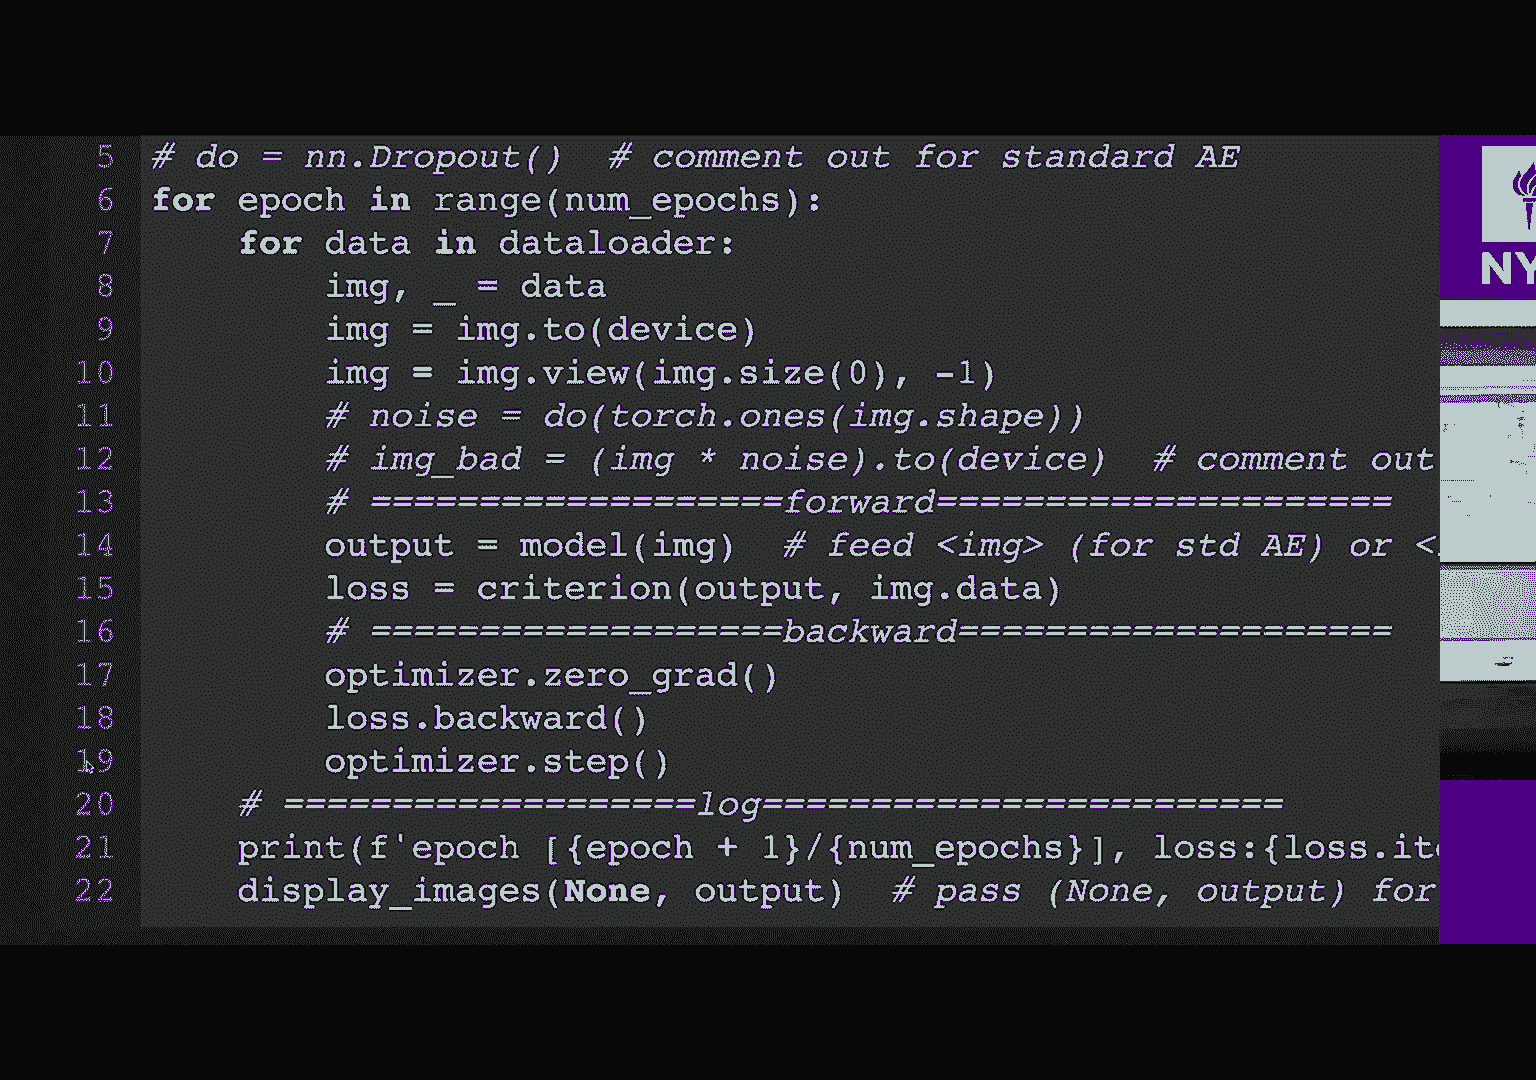 5 # do = nn.Dropout()  # comment out for standard AE
6 for epoch in range(num_epochs):
7     for data in dataloader:
8         img, _ = data
9         img = img.to(device)
10         img = img.view(img.size(0), -1)
11         # noise = do(torch.ones(img.shape))
12         # img_bad = (img * noise).to(device)  # comment out
13         # ===================forward=====================
14         output = model(img)  # feed <img> (for std AE) or <
15         loss = criterion(output, img.data)
16         # ===================backward====================
17         optimizer.zero_grad()
18         loss.backward()
19         optimizer.step()
20     # ===================log========================
21     print(f'epoch [{epoch + 1}/{num_epochs}], loss:{loss.ite
22     display_images(None, output)  # pass (None, output) for
NY